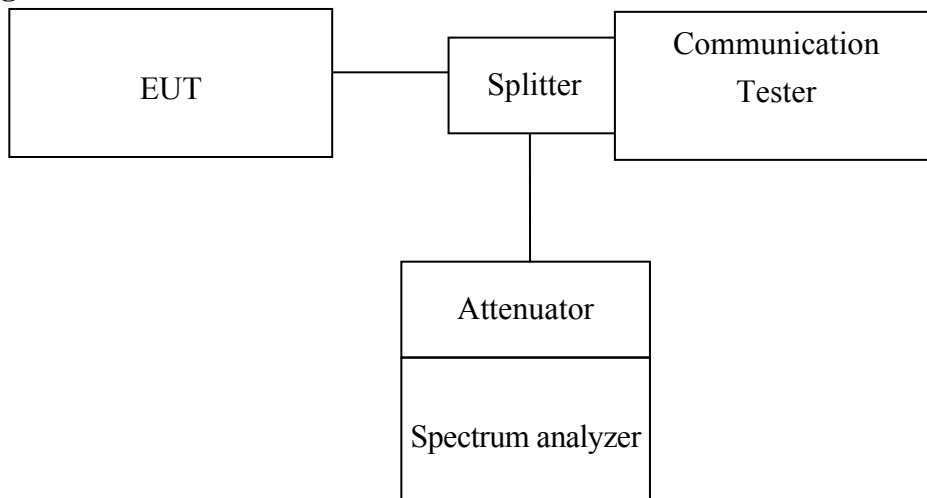 EUT
Splitter
Communication
Tester
Attenuator
Spectrum analyzer